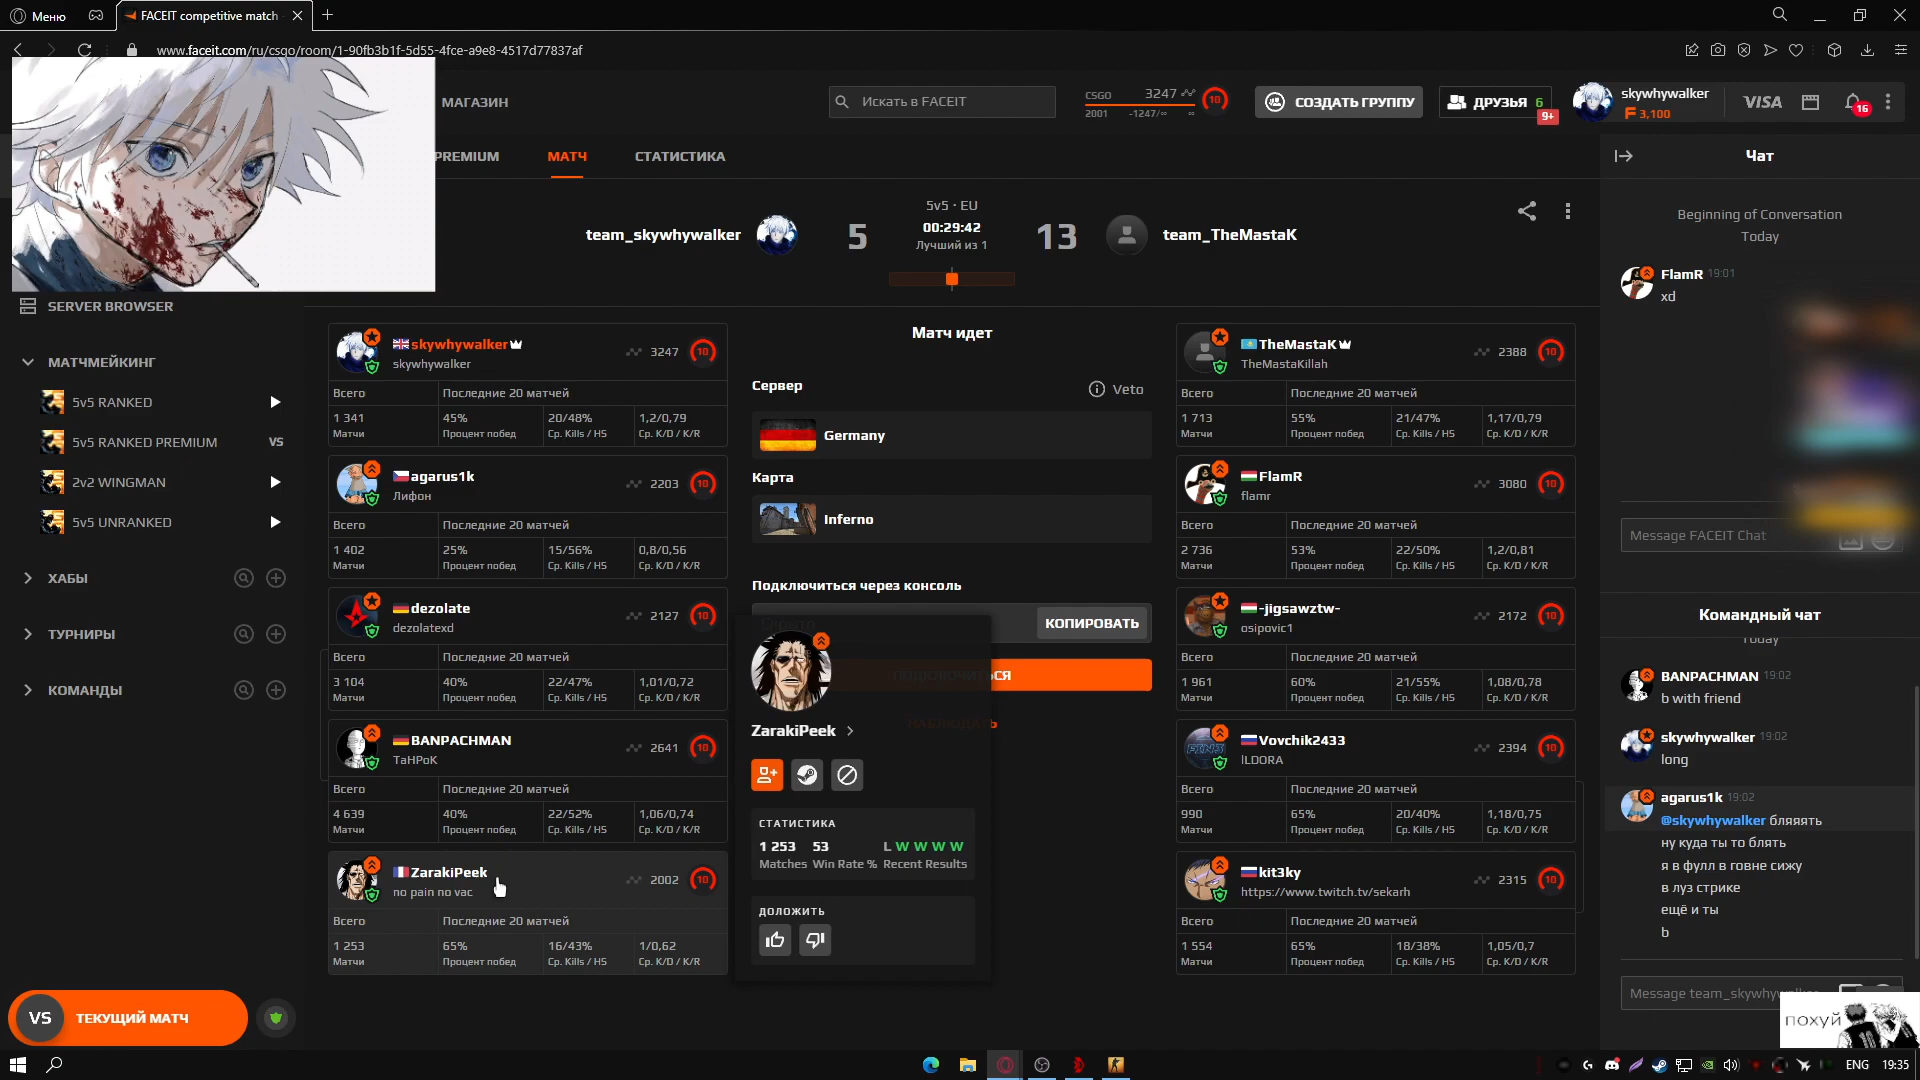 Меню
FACEIT competitive match
www.faceit.com/ru/csgo/room/1-90fb3b1f-5d55-4fce-a9e8-4517d77837af
МАГАЗИН
Искать в FACEIT
CSGO 3247 10
2001 -1247/∞ ∞
СОЗДАТЬ ГРУППУ
ДРУЗЬЯ 6
9+
skywhywalker
3,100
VISA
16
PREMIUM
МАТЧ
СТАТИСТИКА
team_skywhywalker
5
5v5 · EU
00:29:42
Лучший из 1
13
team_TheMastaK
SERVER BROWSER
МАТЧМЕЙКИНГ
5v5 RANKED
5v5 RANKED PREMIUM VS
2v2 WINGMAN
5v5 UNRANKED
ХАБЫ
ТУРНИРЫ
КОМАНДЫ
VS ТЕКУЩИЙ МАТЧ
skywhywalker
skywhywalker
3247 10
Всего Последние 20 матчей
1 341 45% 20/48% 1,2/0,79
Матчи Процент побед Ср. Kills / HS Ср. K/D / K/R
agarus1k
Лифон
2203 10
Всего Последние 20 матчей
1 402 25% 15/56% 0,8/0,56
Матчи Процент побед Ср. Kills / HS Ср. K/D / K/R
dezolate
dezolatexd
2127 10
Всего Последние 20 матчей
3 104 40% 22/47% 1,01/0,72
Матчи Процент побед Ср. Kills / HS Ср. K/D / K/R
BANPACHMAN
TaHPoK
2641 10
Всего Последние 20 матчей
4 639 40% 22/52% 1,06/0,74
Матчи Процент побед Ср. Kills / HS Ср. K/D / K/R
ZarakiPeek
no pain no vac
2002 10
Всего Последние 20 матчей
1 253 65% 16/43% 1/0,62
Матчи Процент побед Ср. Kills / HS Ср. K/D / K/R
Матч идет
Сервер
Veto
Germany
Карта
Inferno
Подключиться через консоль
КОПИРОВАТЬ
ПОДКЛЮЧИТЬСЯ
НАБЛЮДАТЬ
ZarakiPeek
СТАТИСТИКА
1 253 53 L W W W W
Matches Win Rate % Recent Results
ДОЛОЖИТЬ
TheMastaK
TheMastaKillah
2388 10
Всего Последние 20 матчей
1 713 55% 21/47% 1,17/0,79
Матчи Процент побед Ср. Kills / HS Ср. K/D / K/R
FlamR
flamr
3080 10
Всего Последние 20 матчей
2 736 53% 22/50% 1,2/0,81
Матчи Процент побед Ср. Kills / HS Ср. K/D / K/R
-jigsawztw-
osipovic1
2172 10
Всего Последние 20 матчей
1 961 60% 21/55% 1,08/0,78
Матчи Процент побед Ср. Kills / HS Ср. K/D / K/R
Vovchik2433
lLDORA
2394 10
Всего Последние 20 матчей
990 65% 20/40% 1,18/0,75
Матчи Процент побед Ср. Kills / HS Ср. K/D / K/R
kit3ky
https://www.twitch.tv/sekarh
2315 10
Всего Последние 20 матчей
1 554 65% 18/38% 1,05/0,7
Матчи Процент побед Ср. Kills / HS Ср. K/D / K/R
Чат
Beginning of Conversation
Today
FlamR 19:01
xd
Message FACEIT Chat
Командный чат
Today
BANPACHMAN 19:02
b with friend
skywhywalker 19:02
long
agarus1k 19:02
@skywhywalker бляяять
ну куда ты то блять
я в фулл в говне сижу
в луз стрике
ещё и ты
b
Message team_skywhywalker
похуй
ENG 19:35